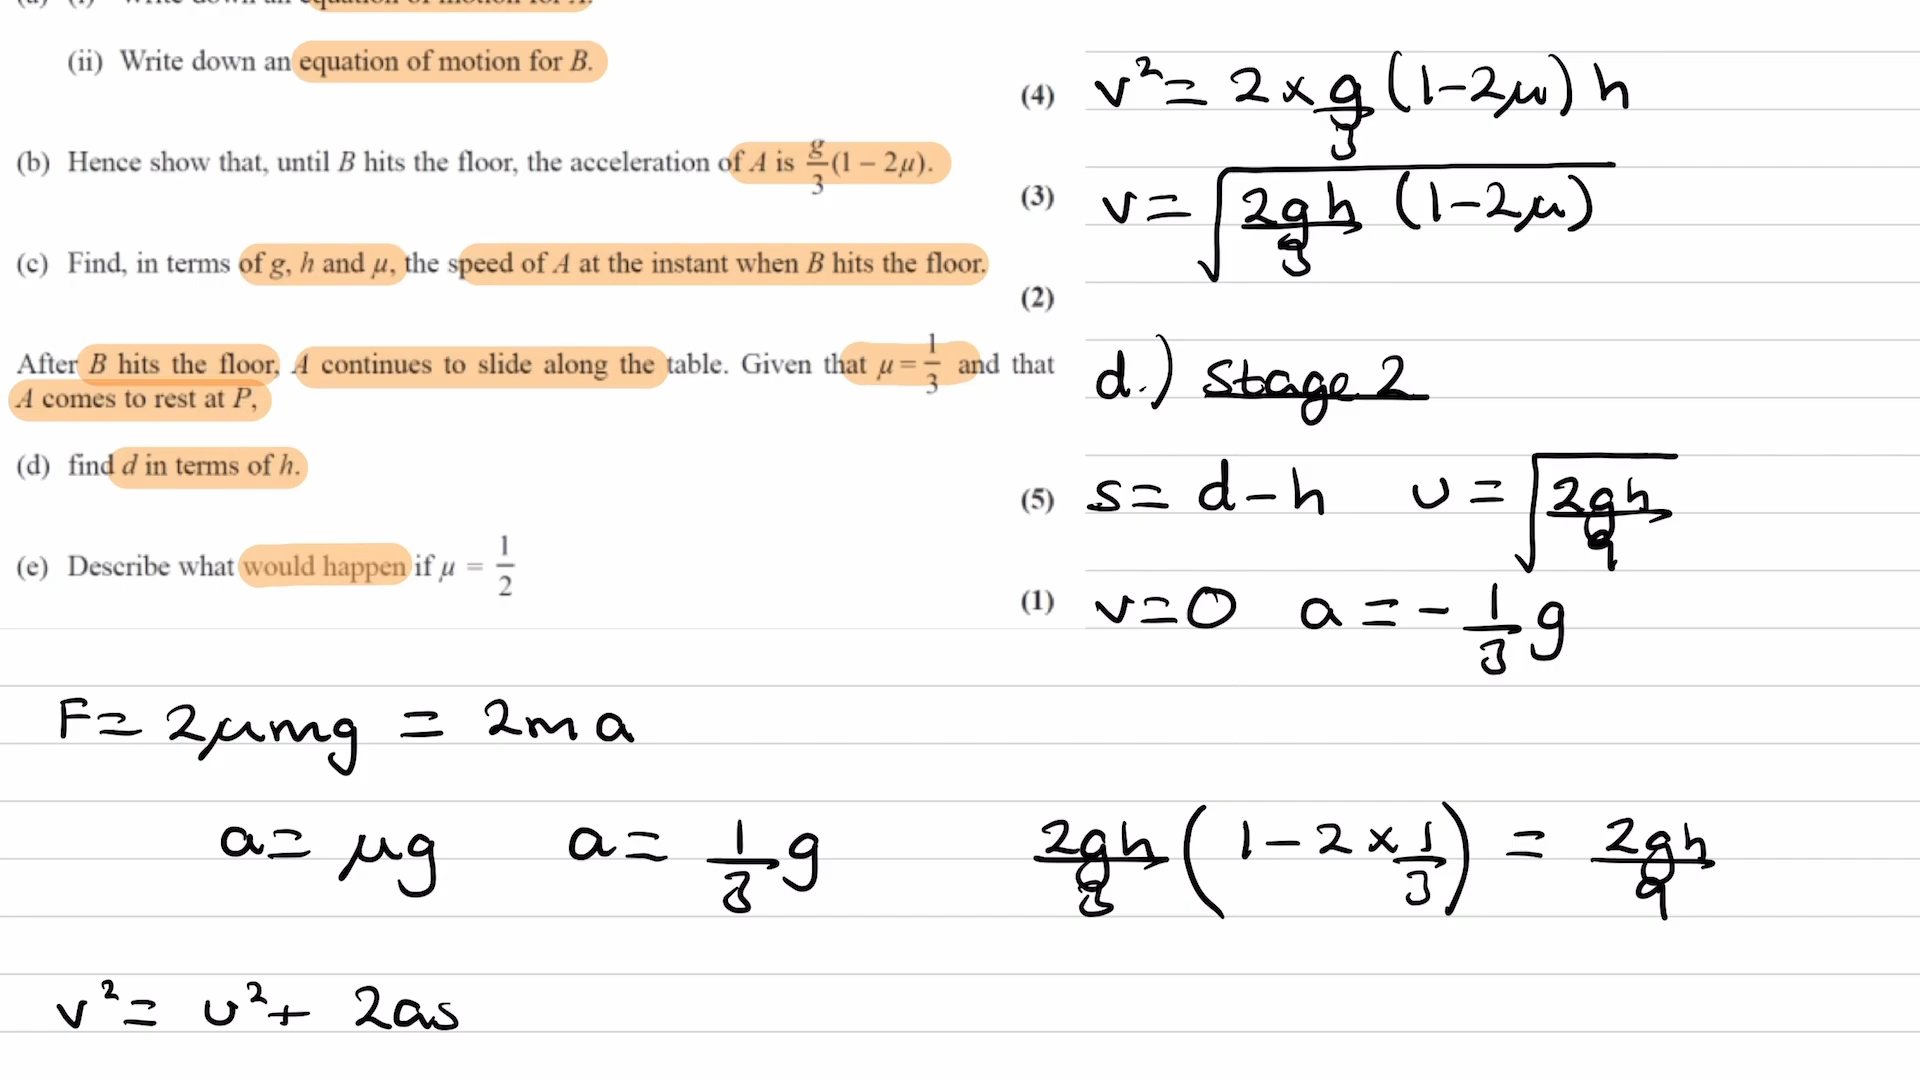 (ii) Write down an equation of motion for B.
(4)
(b) Hence show that, until B hits the floor, the acceleration of A is g/3(1 – 2μ).
(3)
(c) Find, in terms of g, h and μ, the speed of A at the instant when B hits the floor.
(2)
After B hits the floor, A continues to slide along the table. Given that μ = 1/3 and that
A comes to rest at P,
(d) find d in terms of h.
(5)
(e) Describe what would happen if μ = 1/2
(1)
v² = 2 × g/3 (1-2μ) h
v = √(2gh/3 (1-2μ))
d.) Stage 2
s = d - h   u = √(2gh/9)
v = 0   a = - 1/3 g
F = 2μmg = 2ma
a = μg   a = 1/3 g
2gh/3 (1 - 2 × 1/3) = 2gh/9
v² = u² + 2as